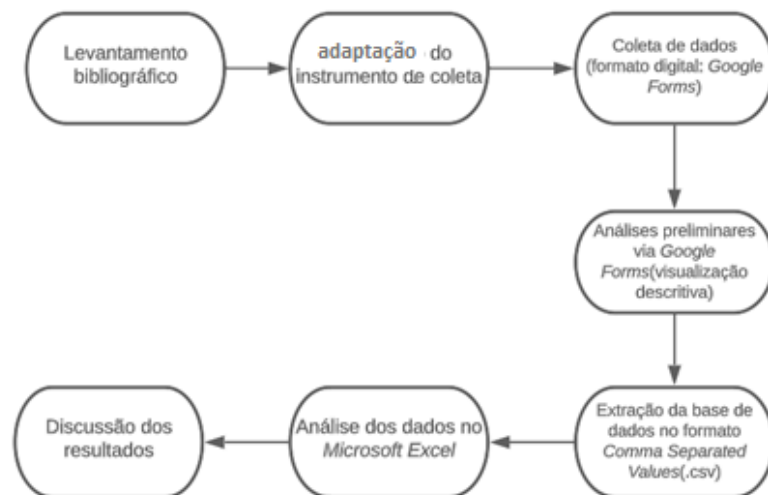 Levantamento
bibliográfico
adaptação do
instrumento de coleta
Coleta de dados
(formato digital: Google
Forms)
Análises preliminares
via Google
Forms(visualização
descritiva)
Extração da base de
dados no formato
Comma Separated
Values(.csv)
Análise dos dados no
Microsoft Excel
Discussão dos
resultados